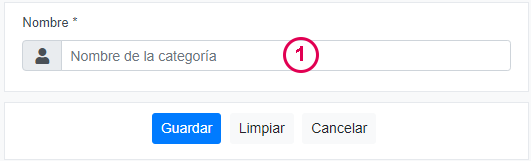 Nombre *
Nombre de la categoría 1
Guardar Limpiar Cancelar